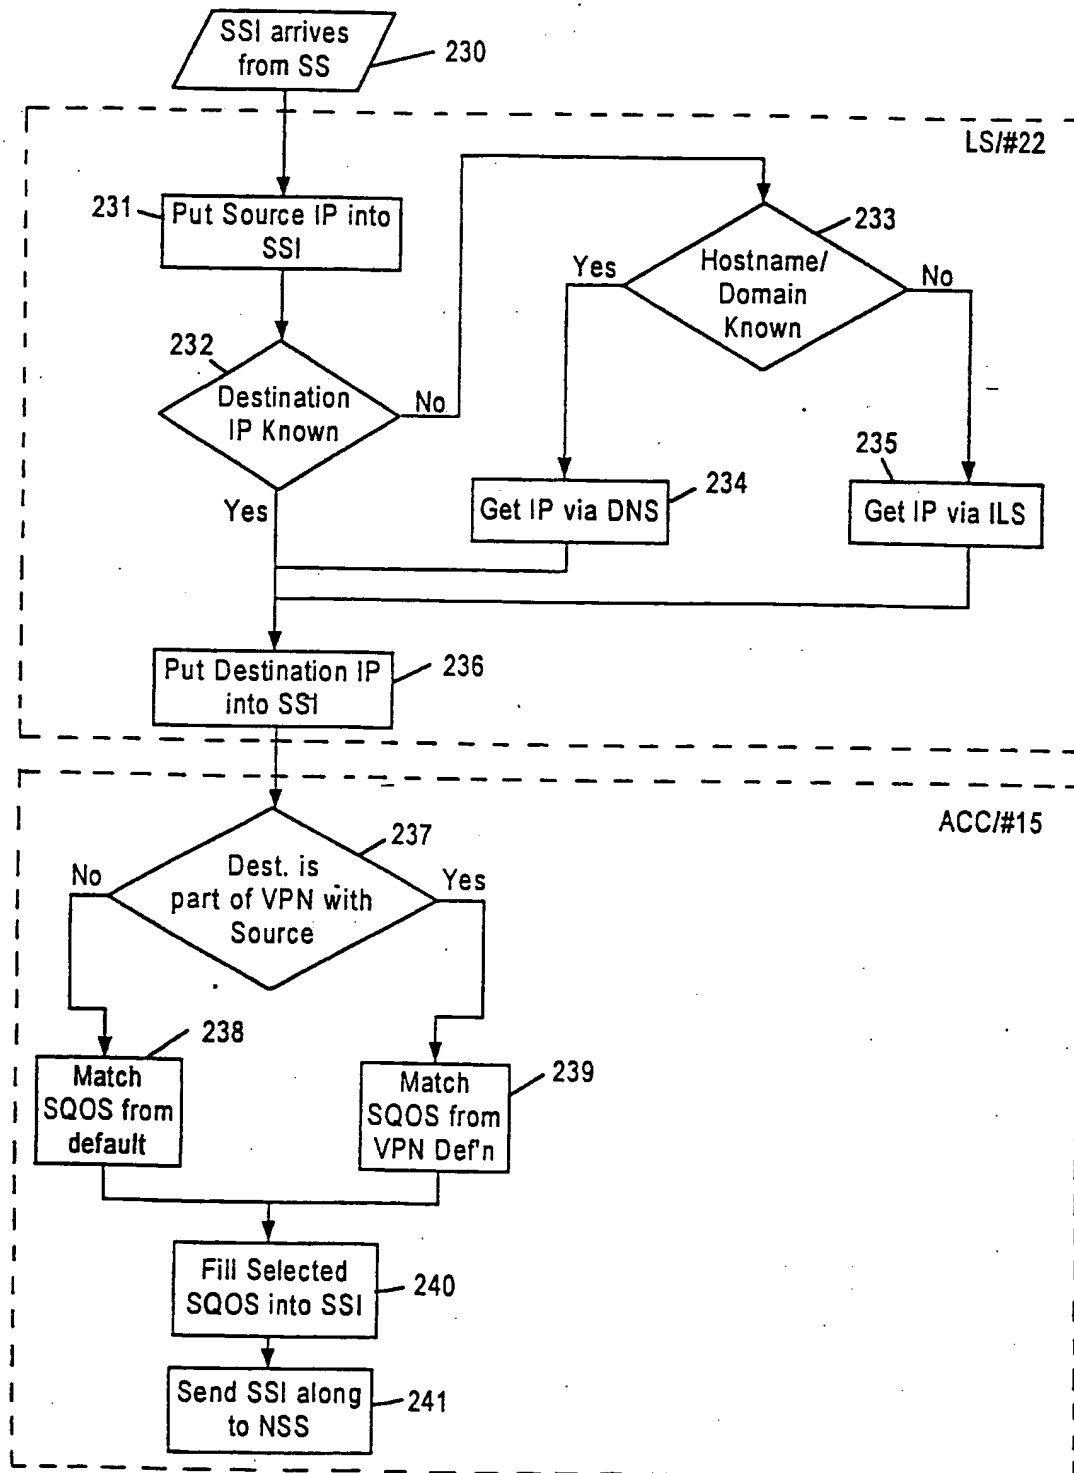 SSI arrives
from SS
230
LS/#22
231
Put Source IP into
SSI
233
Hostname/
Domain
Known
Yes
No
232
Destination
IP Known
No
Yes
234
Get IP via DNS
235
Get IP via ILS
Put Destination IP
into SSI
236
ACC/#15
237
Dest. is
part of VPN with
Source
No
Yes
238
Match
SQOS from
default
239
Match
SQOS from
VPN Def'n
Fill Selected
SQOS into SSI
240
Send SSI along
to NSS
241